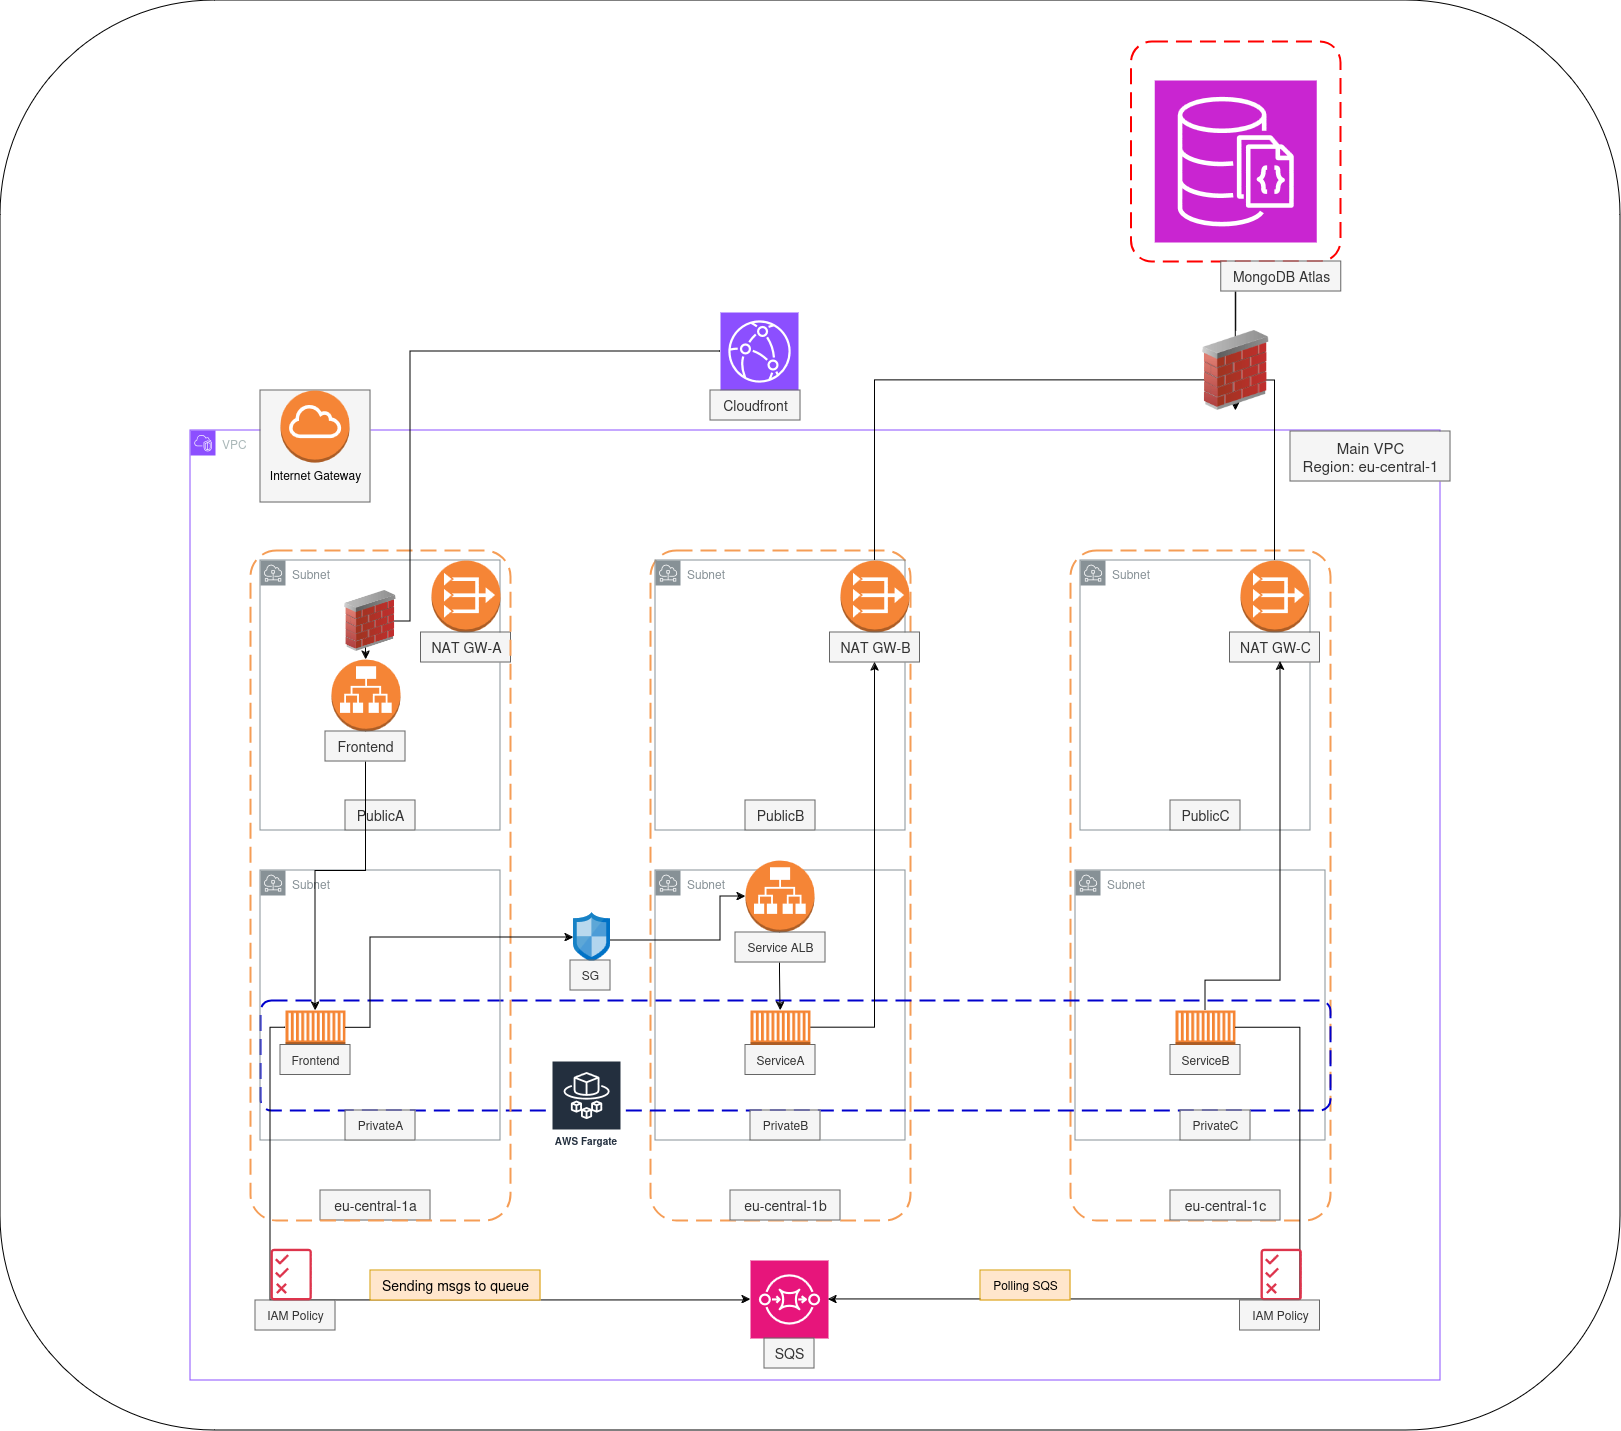 MongoDB Atlas
Cloudfront
VPC
Internet Gateway
Main VPC
Region: eu-central-1
Subnet
Subnet
Subnet
NAT GW-A
NAT GW-B
NAT GW-C
Frontend
PublicA
PublicB
PublicC
Subnet
Subnet
Subnet
Service ALB
SG
Frontend
ServiceA
ServiceB
PrivateA
AWS Fargate
PrivateB
PrivateC
eu-central-1a
eu-central-1b
eu-central-1c
{}
Sending msgs to queue
Polling SQS
IAM Policy
IAM Policy
SQS